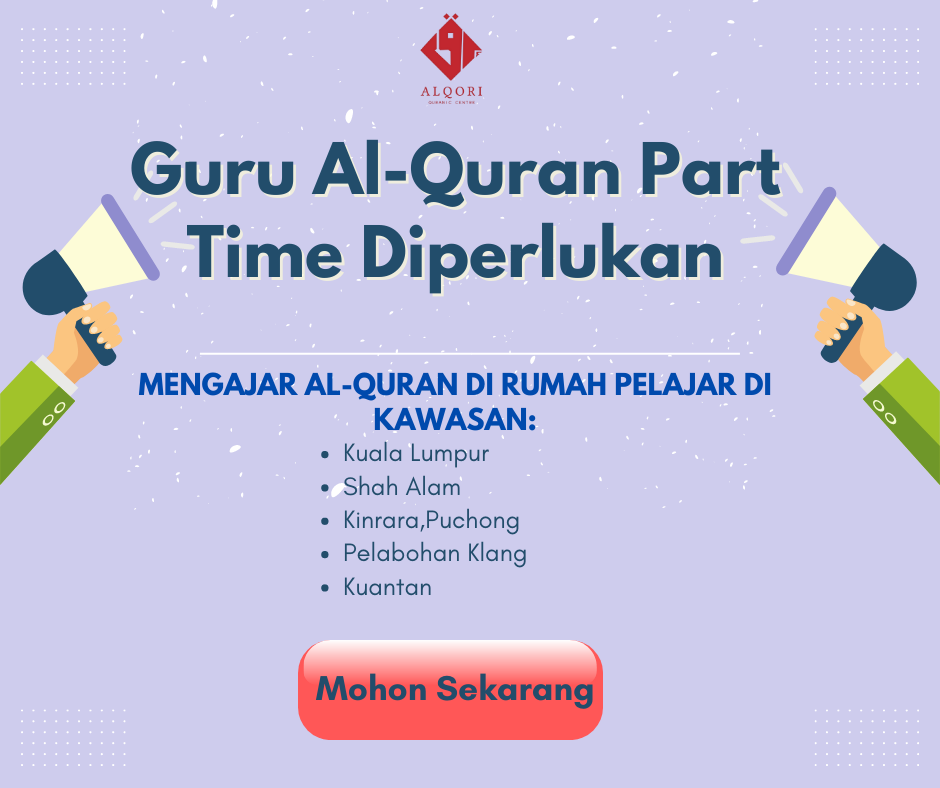 ALQORI
QURANIC CENTRE
Guru Al-Quran Part
Time Diperlukan
MENGAJAR AL-QURAN DI RUMAH PELAJAR DI
KAWASAN:
• Kuala Lumpur
• Shah Alam
• Kinrara,Puchong
• Pelabohan Klang
• Kuantan
Mohon Sekarang